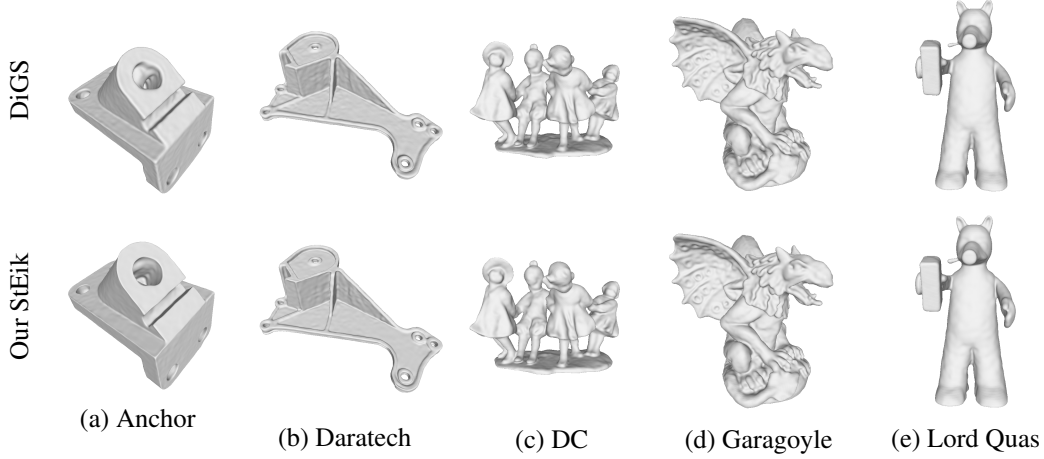 DiGS
Our StEik
(a) Anchor
(b) Daratech
(c) DC
(d) Garagoyle
(e) Lord Quas